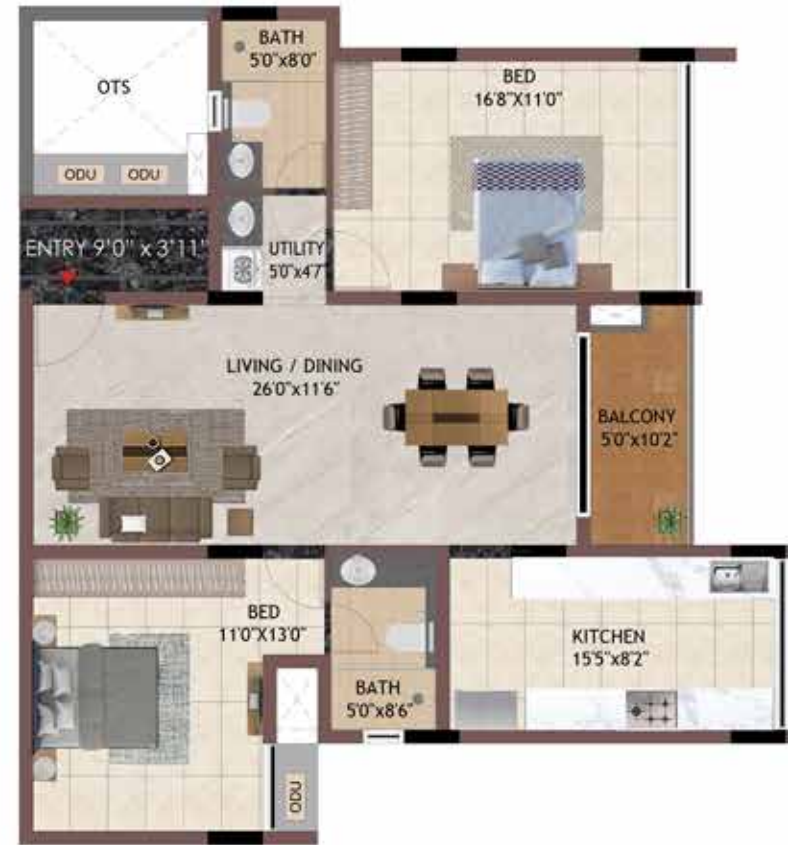 BATH
5'0"x8'0"
OTS
BED
16'8"X11'0"
ODU ODU
ENTRY 9'0" x 3'11"
UTILITY
5'0"x4'7"
LIVING / DINING
26'0"x11'6"
BALCONY
5'0"x10'2"
BED
11'0"X13'0"
KITCHEN
15'5"x8'2"
BATH
5'0"x8'6"
ODU